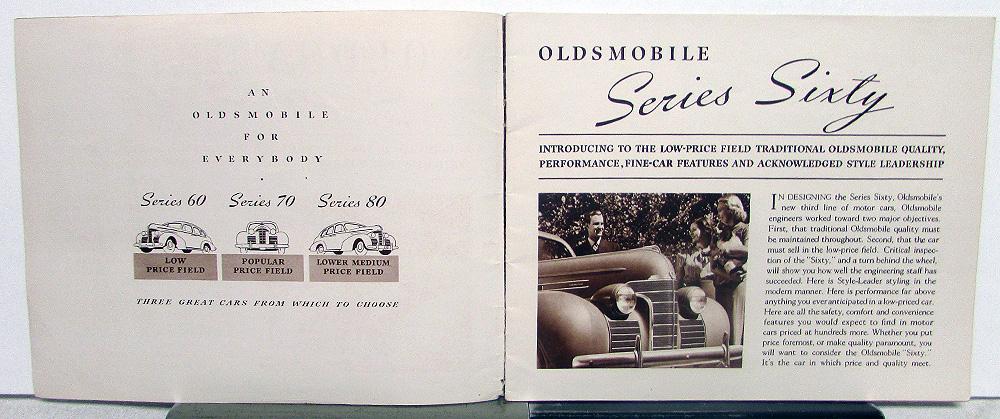 AN
OLDSMOBILE
FOR
EVERYBODY
Series 60 Series 70 Series 80
LOW
PRICE FIELD
POPULAR
PRICE FIELD
LOWER MEDIUM
PRICE FIELD
THREE GREAT CARS FROM WHICH TO CHOOSE
OLDSMOBILE
Series Sixty
INTRODUCING TO THE LOW-PRICE FIELD TRADITIONAL OLDSMOBILE QUALITY,
PERFORMANCE, FINE-CAR FEATURES AND ACKNOWLEDGED STYLE LEADERSHIP
IN DESIGNING the Series Sixty, Oldsmobile's
new third line of motor cars, Oldsmobile
engineers worked toward two major objectives.
First, that traditional Oldsmobile quality must
be maintained throughout. Second, that the car
must sell in the low-price field. Critical inspec-
tion of the "Sixty," and a turn behind the wheel,
will show you how well the engineering staff has
succeeded. Here is Style-Leader styling in the
modern manner. Here is performance far above
anything you ever anticipated in a low-priced car.
Here are all the safety, comfort and convenience
features you would expect to find in motor
cars priced at hundreds more. Whether you put
price foremost, or make quality paramount, you
will want to consider the Oldsmobile "Sixty."
It's the car in which price and quality meet.